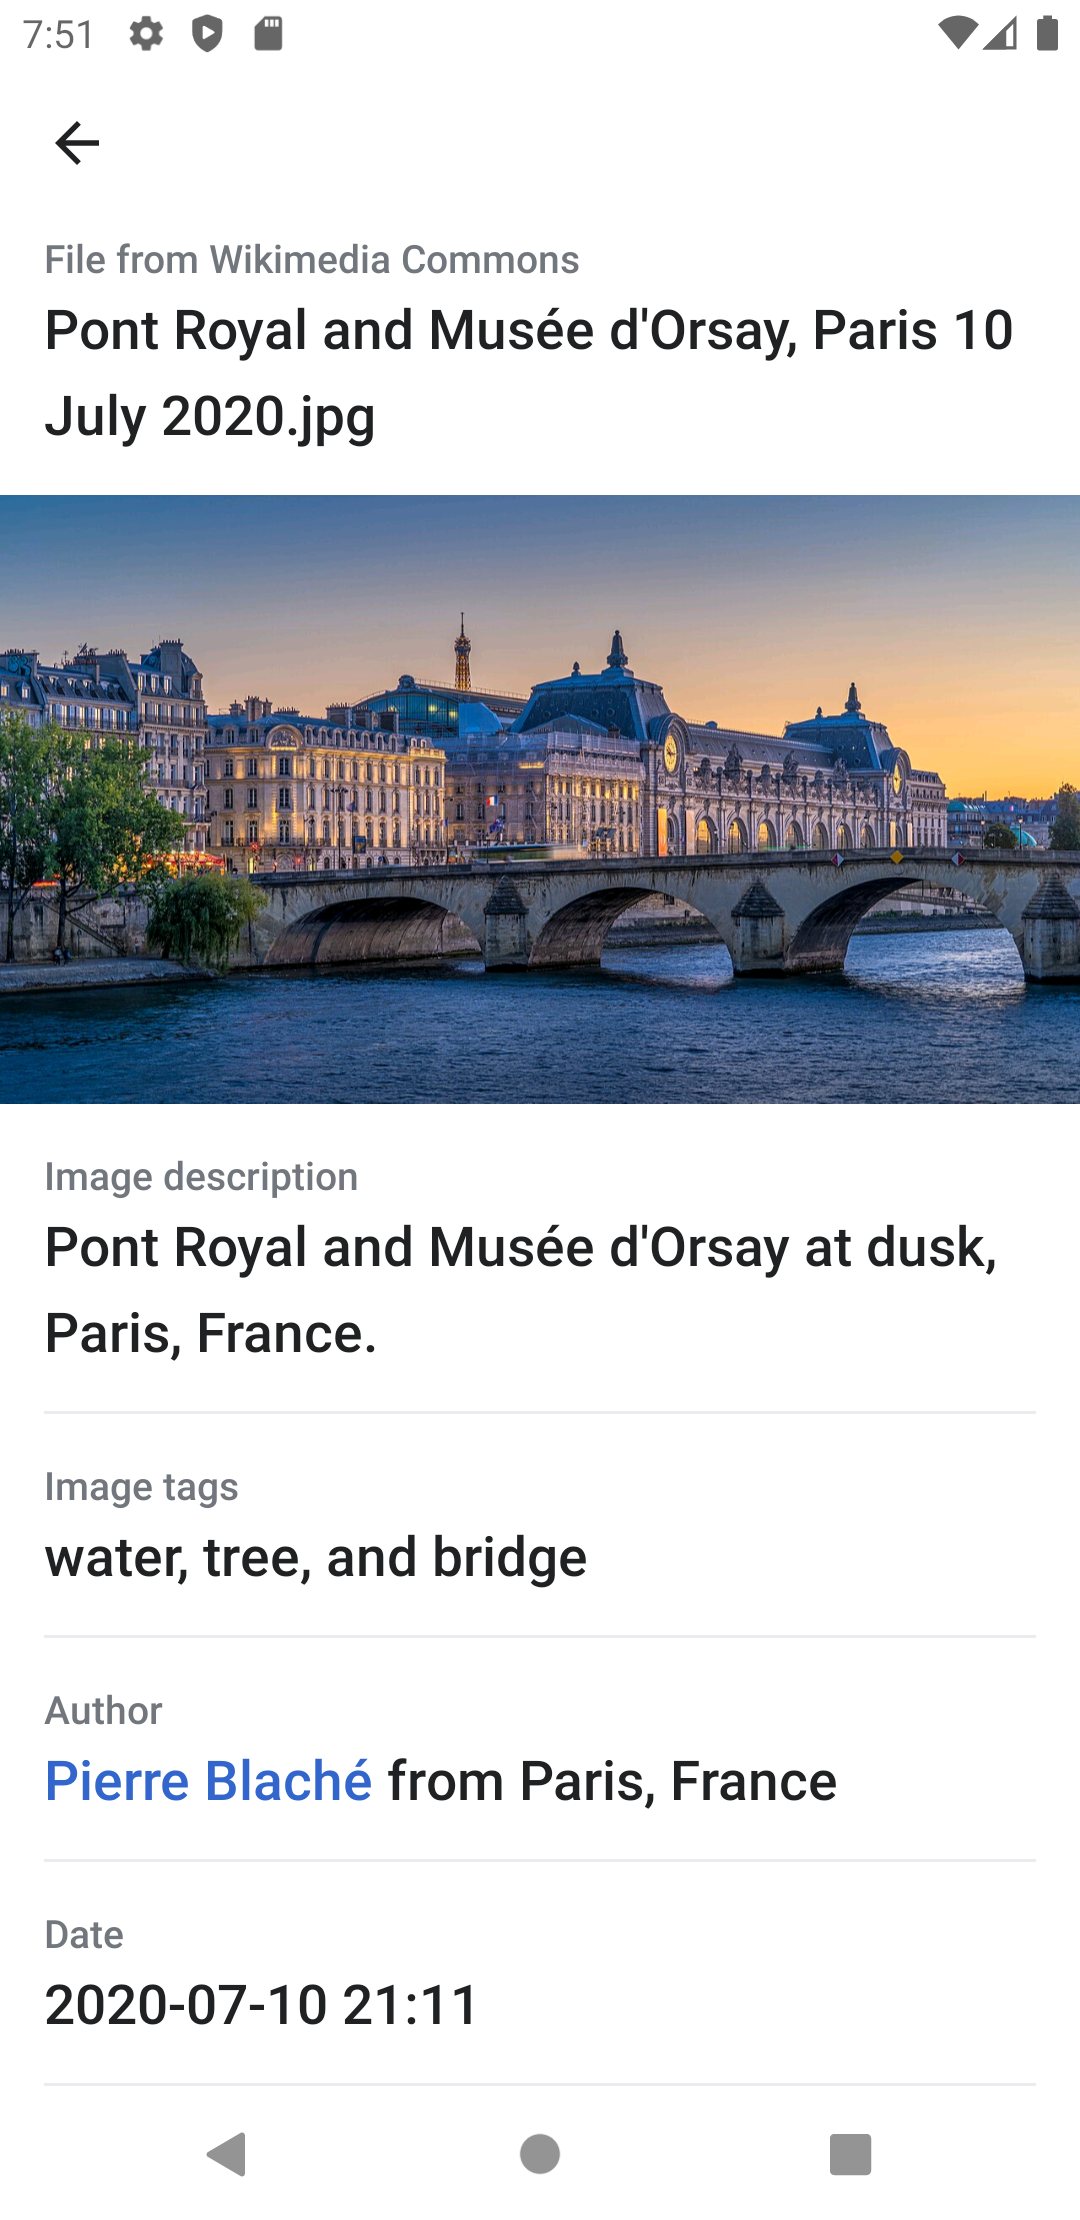 7:51
File from Wikimedia Commons
Pont Royal and Musée d'Orsay, Paris 10
July 2020.jpg
Image description
Pont Royal and Musée d'Orsay at dusk,
Paris, France.
Image tags
water, tree, and bridge
Author
Pierre Blaché from Paris, France
Date
2020-07-10 21:11